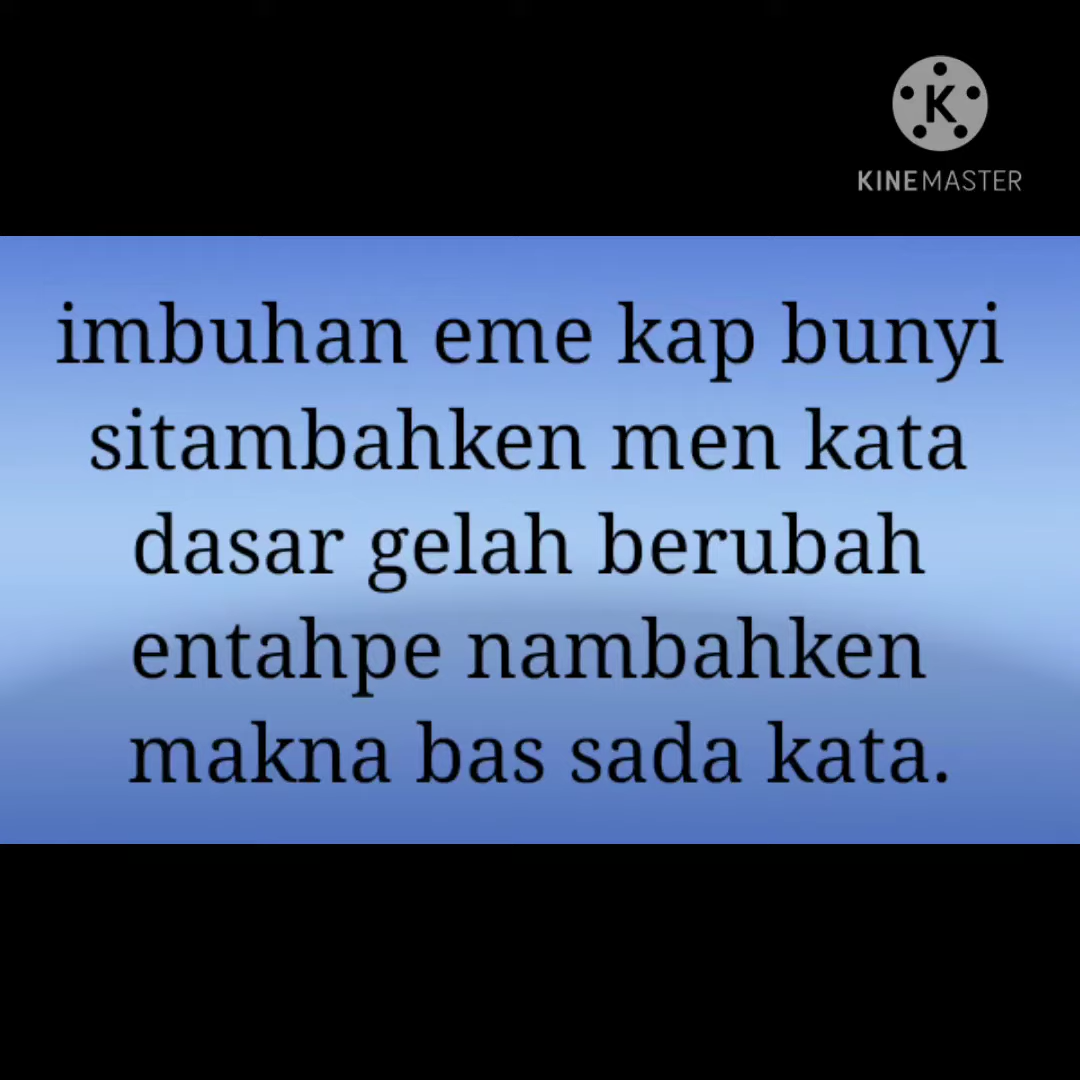 K
KINEMASTER
imbuhan eme kap bunyi
sitambahken men kata
dasar gelah berubah
entahpe nambahken
makna bas sada kata.